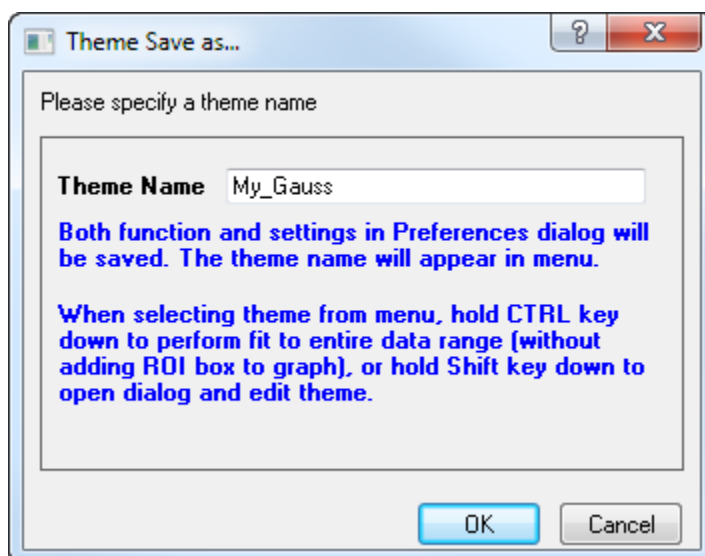 Theme Save as...
Please specify a theme name
Theme Name My_Gauss
Both function and settings in Preferences dialog will
be saved. The theme name will appear in menu.
When selecting theme from menu, hold CTRL key
down to perform fit to entire data range (without
adding ROI box to graph), or hold Shift key down to
open dialog and edit theme.
OK Cancel